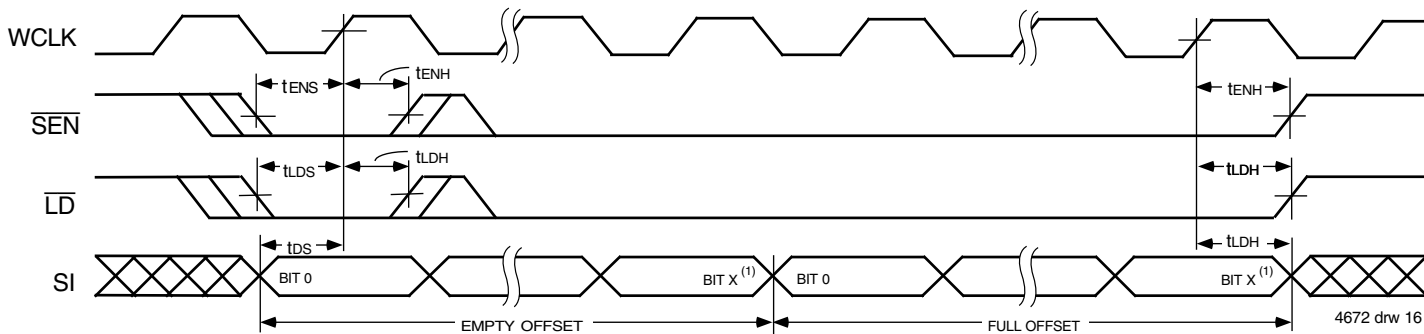 WCLK
tENS
tENH
SEN
tENH
tLDS
tLDH
LD
tLDH
tDS
tLDH
SI
BIT 0
BIT X (1)
BIT 0
BIT X (1)
EMPTY OFFSET
FULL OFFSET
4672 drw 16